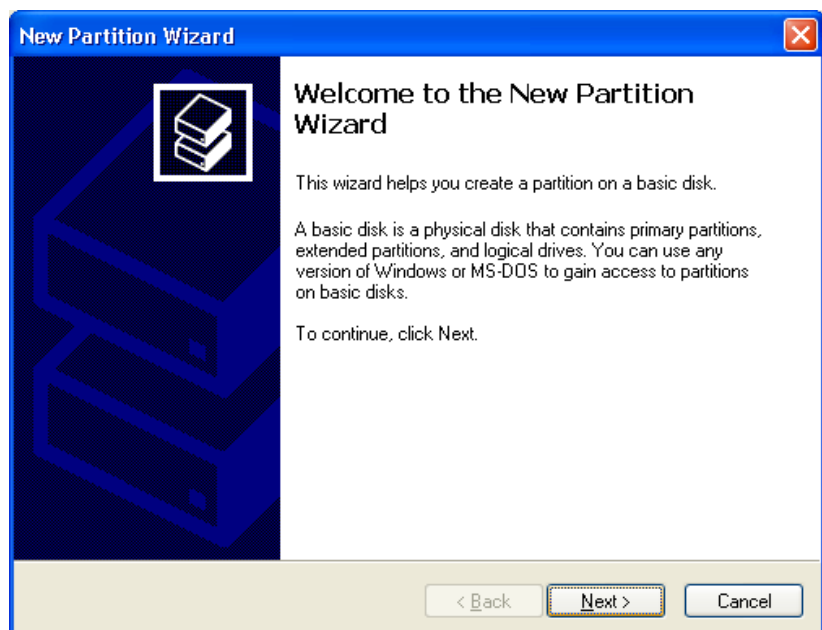 New Partition Wizard
Welcome to the New Partition
Wizard
This wizard helps you create a partition on a basic disk.
A basic disk is a physical disk that contains primary partitions,
extended partitions, and logical drives. You can use any
version of Windows or MS-DOS to gain access to partitions
on basic disks.
To continue, click Next.
< Back Next > Cancel